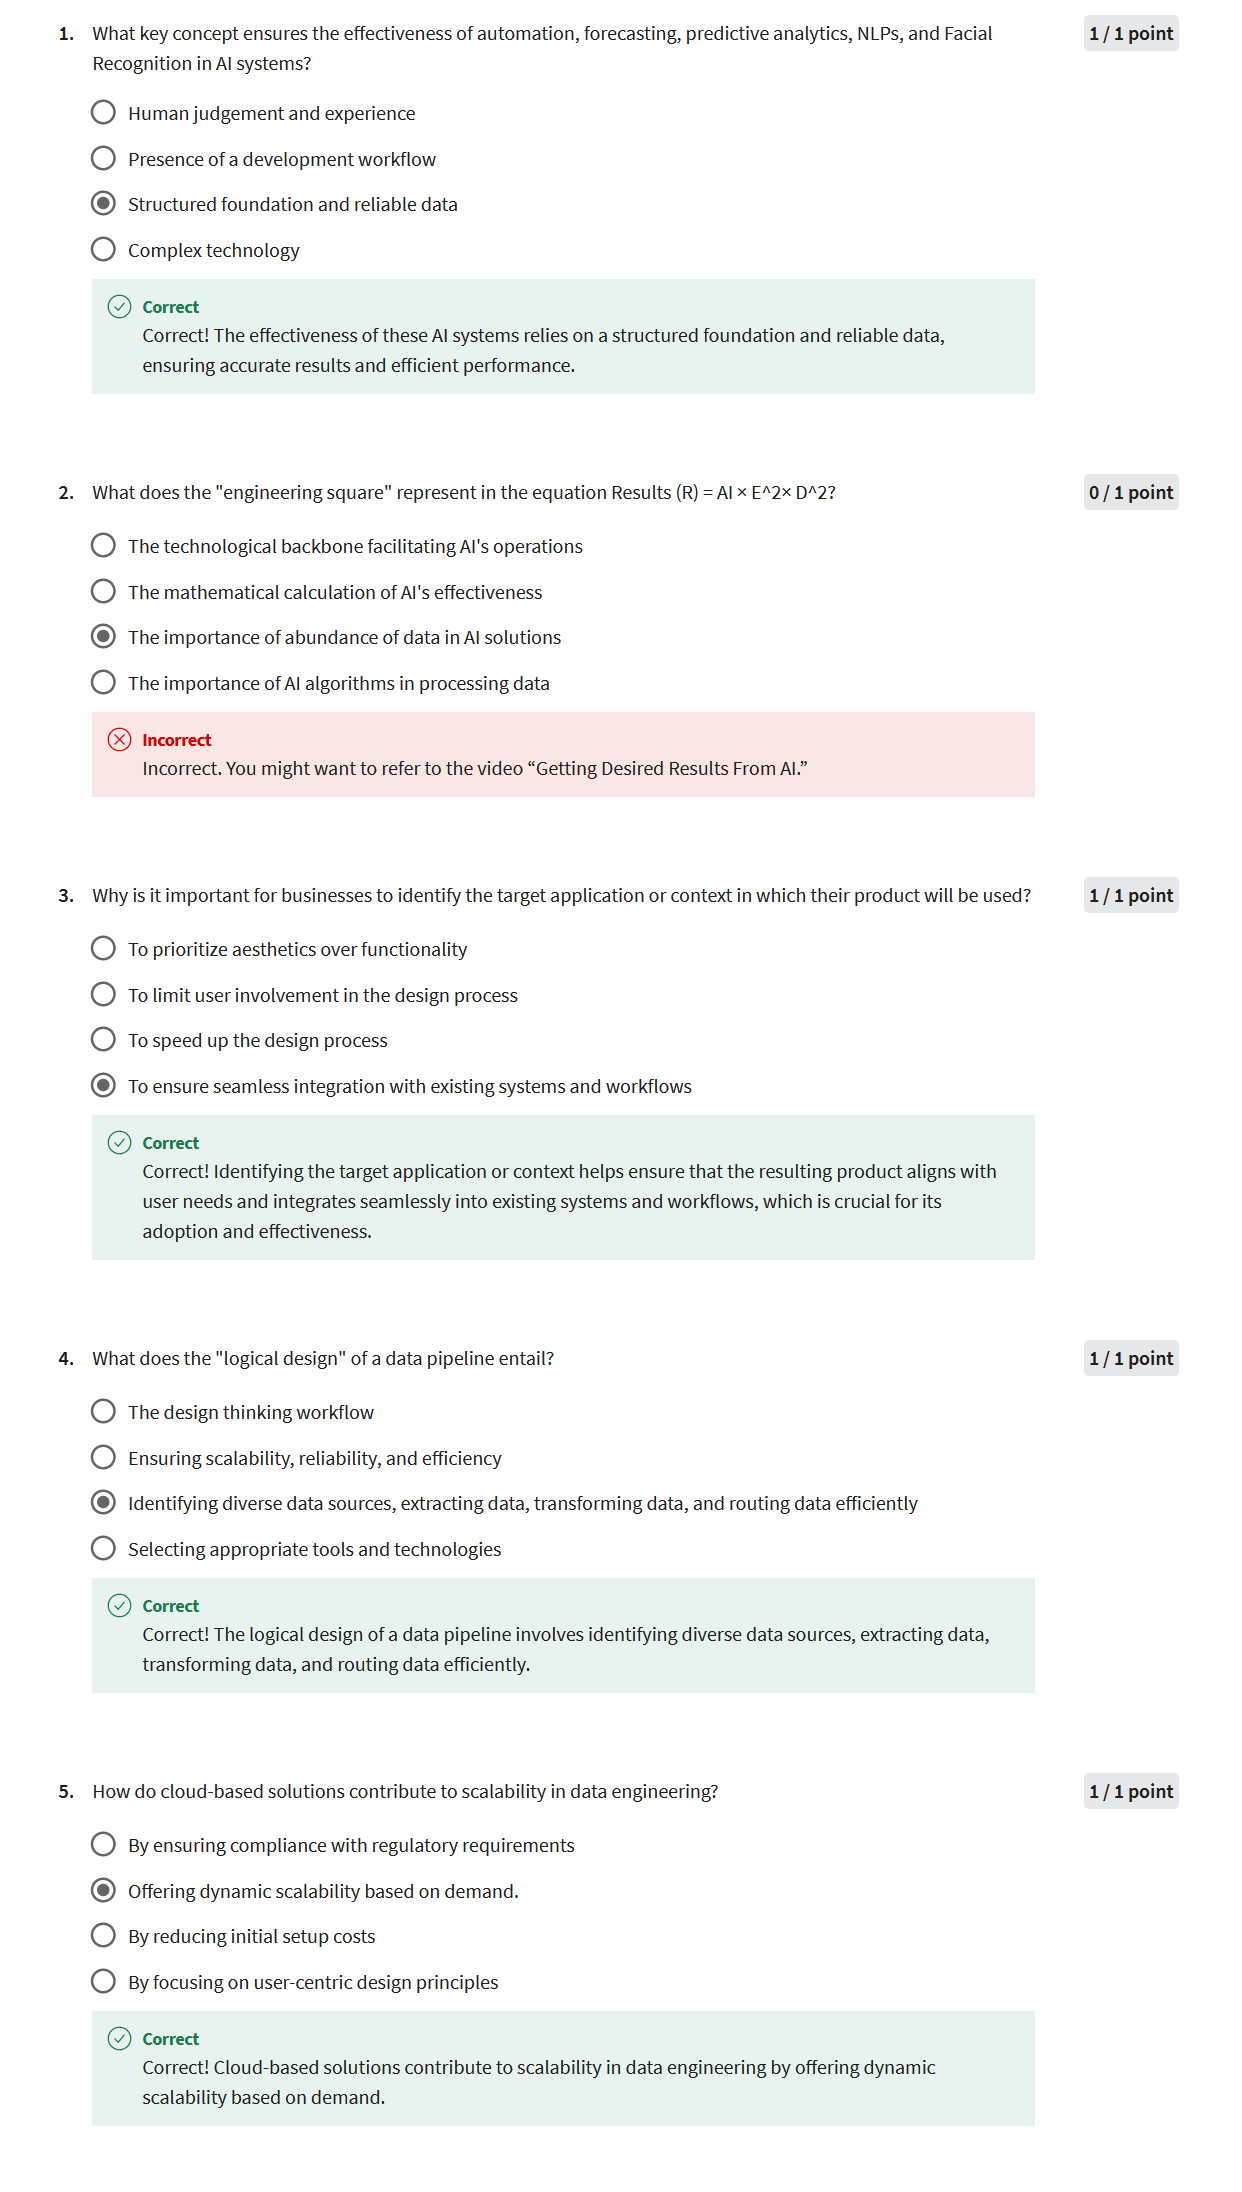 1. What key concept ensures the effectiveness of automation, forecasting, predictive analytics, NLPs, and Facial
Recognition in AI systems?
1 / 1 point
Human judgement and experience
Presence of a development workflow
Structured foundation and reliable data
Complex technology
Correct
Correct! The effectiveness of these AI systems relies on a structured foundation and reliable data,
ensuring accurate results and efficient performance.
2. What does the "engineering square" represent in the equation Results (R) = AI × E^2× D^2?
0 / 1 point
The technological backbone facilitating AI's operations
The mathematical calculation of AI's effectiveness
The importance of abundance of data in AI solutions
The importance of AI algorithms in processing data
Incorrect
Incorrect. You might want to refer to the video “Getting Desired Results From AI.”
3. Why is it important for businesses to identify the target application or context in which their product will be used?
1 / 1 point
To prioritize aesthetics over functionality
To limit user involvement in the design process
To speed up the design process
To ensure seamless integration with existing systems and workflows
Correct
Correct! Identifying the target application or context helps ensure that the resulting product aligns with
user needs and integrates seamlessly into existing systems and workflows, which is crucial for its
adoption and effectiveness.
4. What does the "logical design" of a data pipeline entail?
1 / 1 point
The design thinking workflow
Ensuring scalability, reliability, and efficiency
Identifying diverse data sources, extracting data, transforming data, and routing data efficiently
Selecting appropriate tools and technologies
Correct
Correct! The logical design of a data pipeline involves identifying diverse data sources, extracting data,
transforming data, and routing data efficiently.
5. How do cloud-based solutions contribute to scalability in data engineering?
1 / 1 point
By ensuring compliance with regulatory requirements
Offering dynamic scalability based on demand.
By reducing initial setup costs
By focusing on user-centric design principles
Correct
Correct! Cloud-based solutions contribute to scalability in data engineering by offering dynamic
scalability based on demand.